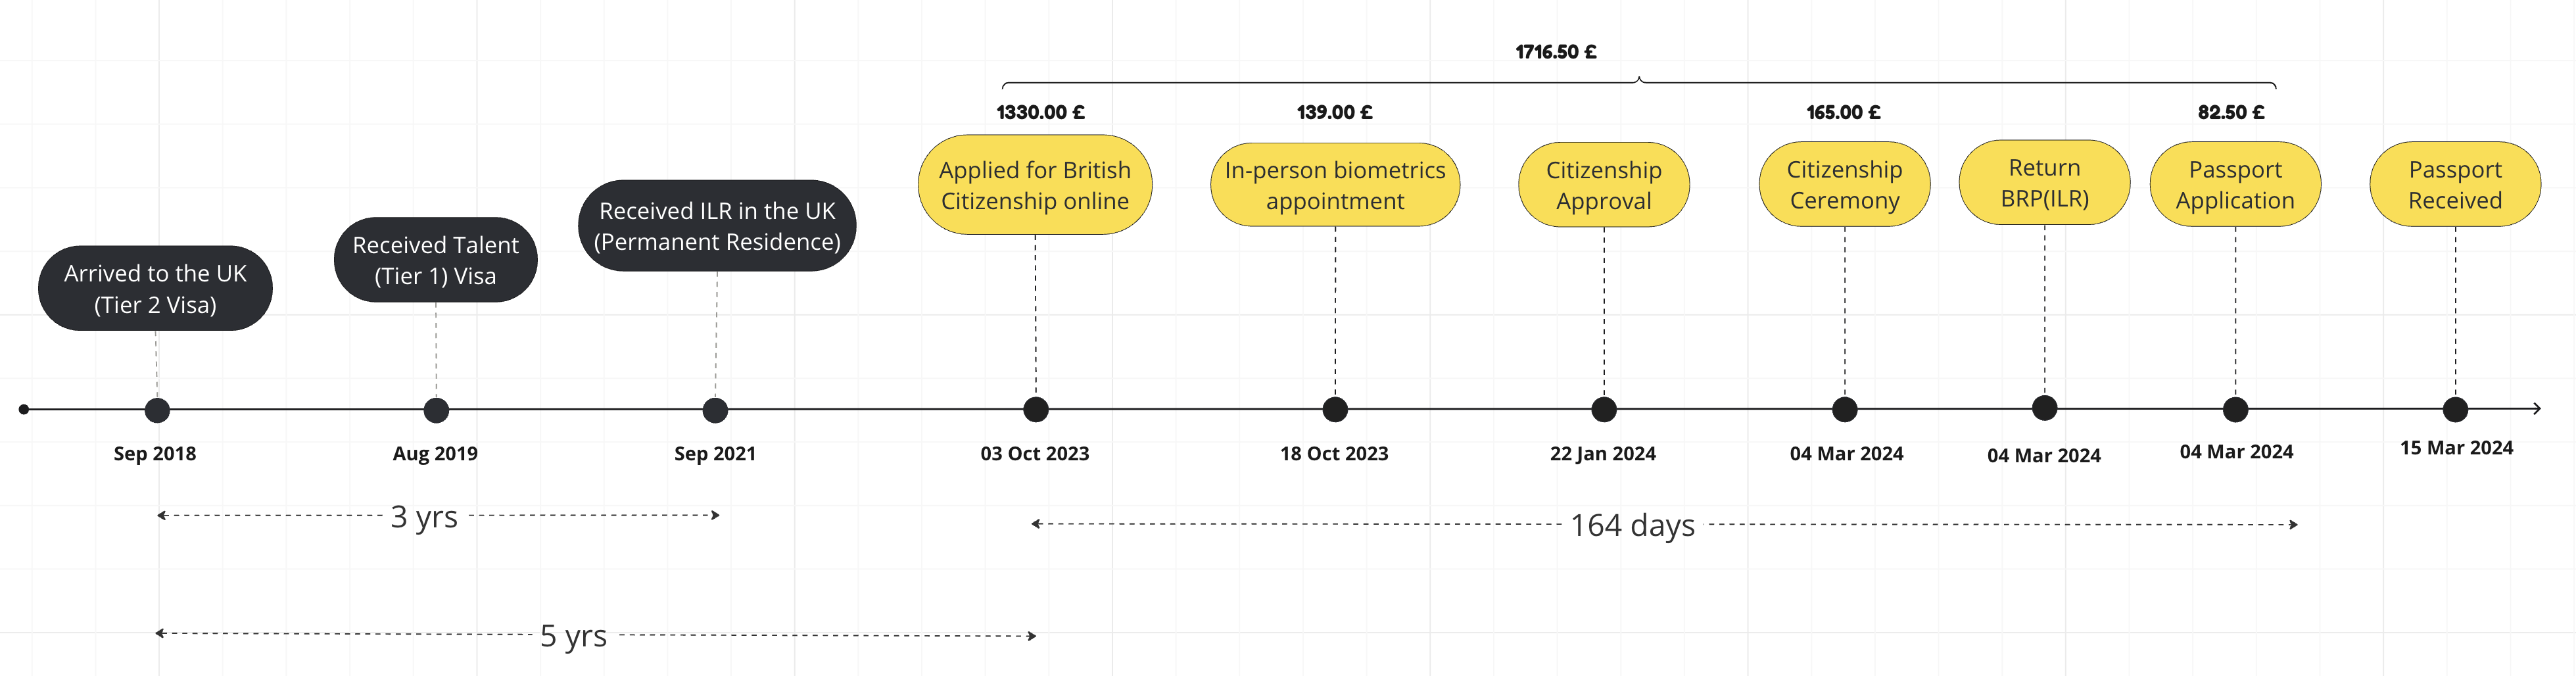 1716.50 £
1330.00 £
139.00 £
165.00 £
82.50 £
Arrived to the UK
(Tier 2 Visa)
Received Talent
(Tier 1) Visa
Received ILR in the UK
(Permanent Residence)
Applied for British
Citizenship online
In-person biometrics
appointment
Citizenship
Approval
Citizenship
Ceremony
Return
BRP(ILR)
Passport
Application
Passport
Received
Sep 2018
Aug 2019
Sep 2021
03 Oct 2023
18 Oct 2023
22 Jan 2024
04 Mar 2024
04 Mar 2024
04 Mar 2024
15 Mar 2024
3 yrs
164 days
5 yrs